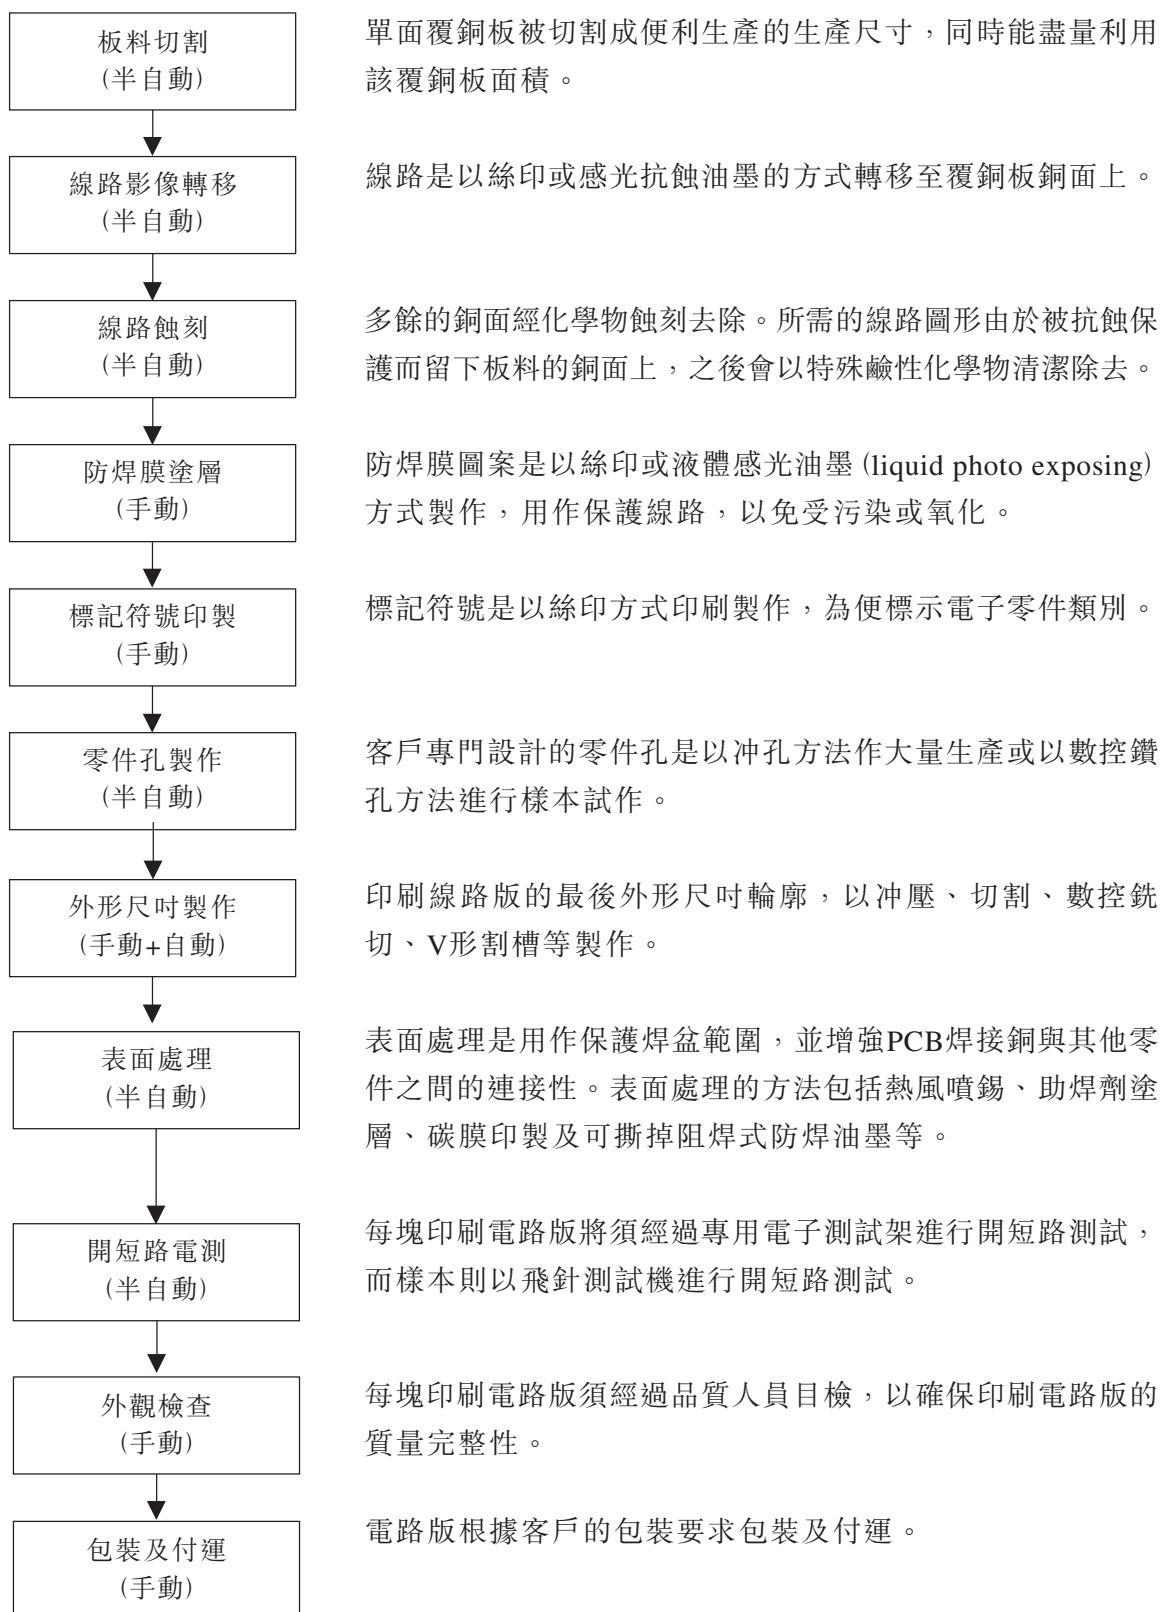 板料切割
(半自動)
單面覆銅板被切割成便利生產的生產尺寸，同時能盡量利用
該覆銅板面積。
線路影像轉移
(半自動)
線路是以絲印或感光抗蝕油墨的方式轉移至覆銅板銅面上。
線路蝕刻
(半自動)
多餘的銅面經化學物蝕刻去除。所需的線路圖形由於被抗蝕保
護而留下板料的銅面上，之後會以特殊鹼性化學物清潔除去。
防焊膜塗層
(手動)
防焊膜圖案是以絲印或液體感光油墨(liquid photo exposing)
方式製作，用作保護線路，以免受污染或氧化。
標記符號印製
(手動)
標記符號是以絲印方式印刷製作，為便標示電子零件類別。
零件孔製作
(半自動)
客戶專門設計的零件孔是以冲孔方法作大量生產或以數控鑽
孔方法進行樣本試作。
外形尺吋製作
(手動+自動)
印刷線路版的最後外形尺吋輪廓，以冲壓、切割、數控銑
切、V形割槽等製作。
表面處理
(半自動)
表面處理是用作保護焊盆範圍，並增強PCB焊接銅與其他零
件之間的連接性。表面處理的方法包括熱風噴錫、助焊劑塗
層、碳膜印製及可撕掉阻焊式防焊油墨等。
開短路電測
(半自動)
每塊印刷電路版將須經過專用電子測試架進行開短路測試，
而樣本則以飛針測試機進行開短路測試。
外觀檢查
(手動)
每塊印刷電路版須經過品質人員目檢，以確保印刷電路版的
質量完整性。
包裝及付運
(手動)
電路版根據客戶的包裝要求包裝及付運。